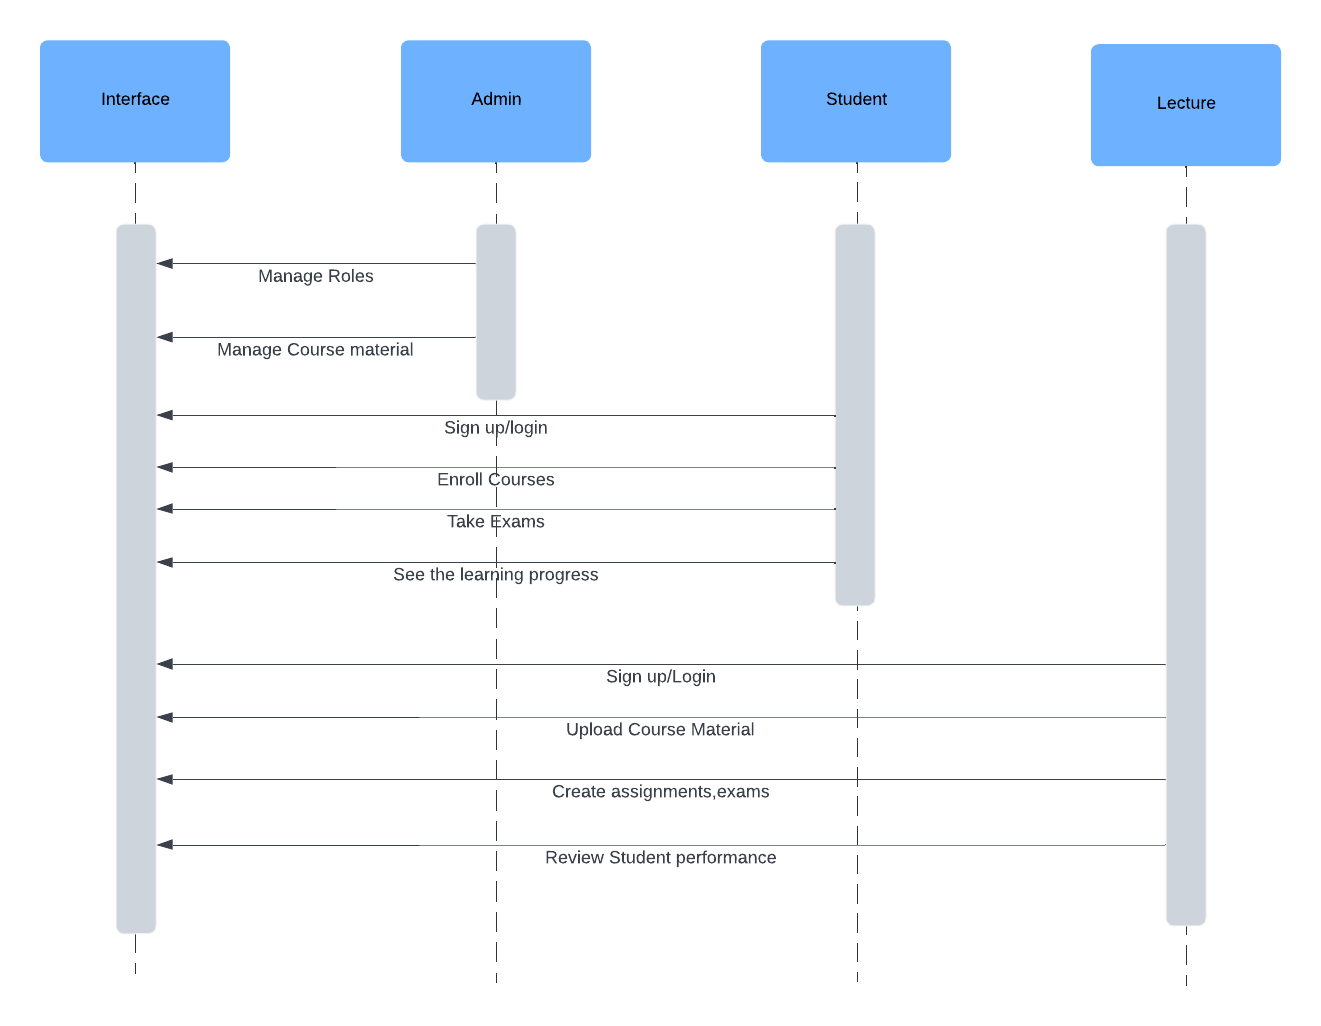 Interface
Admin
Student
Lecture
Manage Roles
Manage Course material
Sign up/login
Enroll Courses
Take Exams
See the learning progress
Sign up/Login
Upload Course Material
Create assignments,exams
Review Student performance